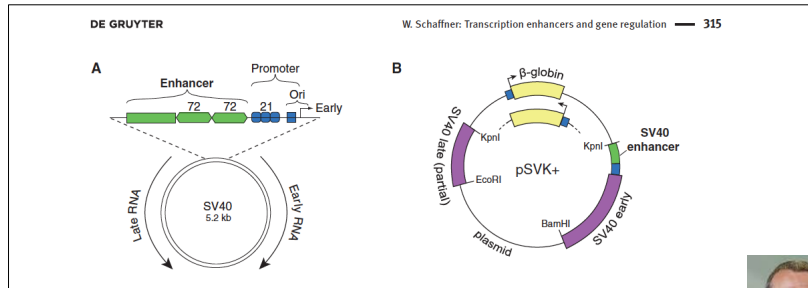 DE GRUYTER
W. Schaffner: Transcription enhancers and gene regulation — 315
A
Enhancer
Promoter
72 72 21
Ori
Early
SV40
5.2 kb
Late RNA
Early RNA
B
β-globin
SV40 late (partial)
KpnI
KpnI
SV40
enhancer
pSVK+
EcoRI
BamHI
SV40 early
plasmid